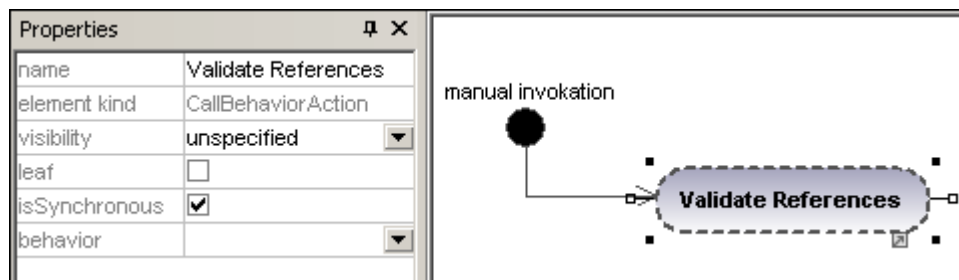 Properties
name Validate References
element kind CallBehaviorAction
visibility unspecified
leaf
isSynchronous
behavior
manual invokation
Validate References